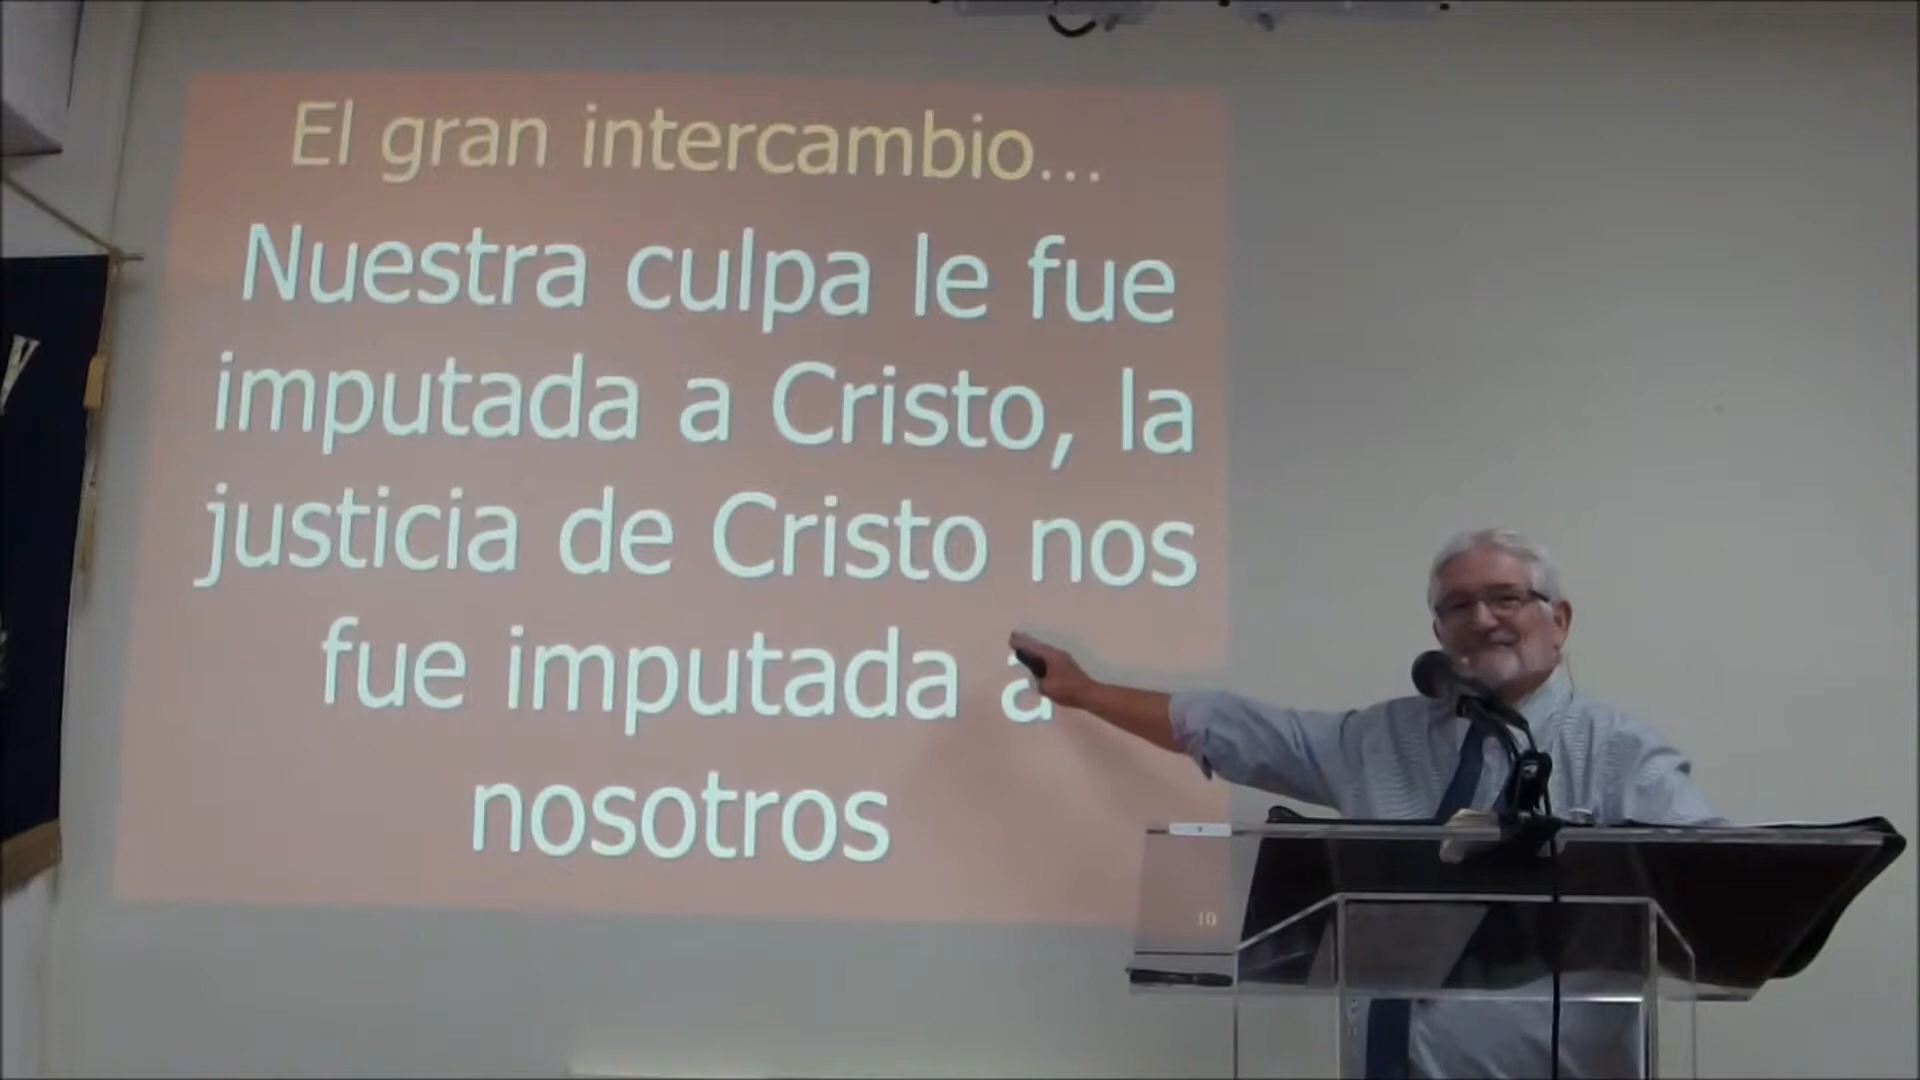 El gran intercambio...
Nuestra culpa le fue
imputada a Cristo, la
justicia de Cristo nos
fue imputada a
nosotros
10